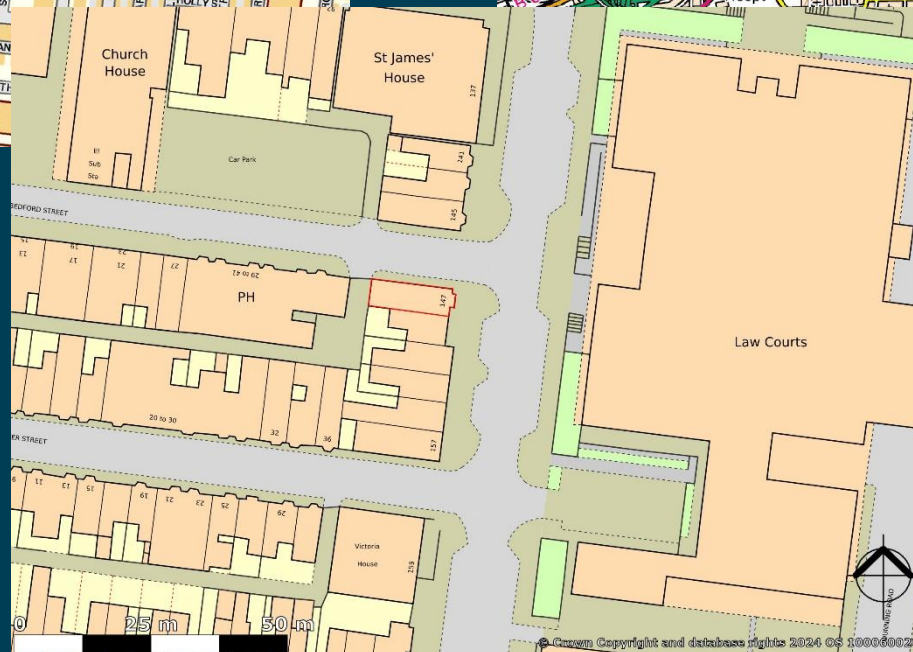 Church
House
St James'
House
137
El
Sub
Sta
Car Park
141
145
BEDFORD STREET
15
13
19
17
23
21
27
29 to 41
PH
147
Law Courts
20 to 30
32
36
157
ER STREET
9
11
13
15
19
21
23
25
29
Victoria
House
159
0
25 m
50 m
© Crown Copyright and database rights 2024 OS 10006002